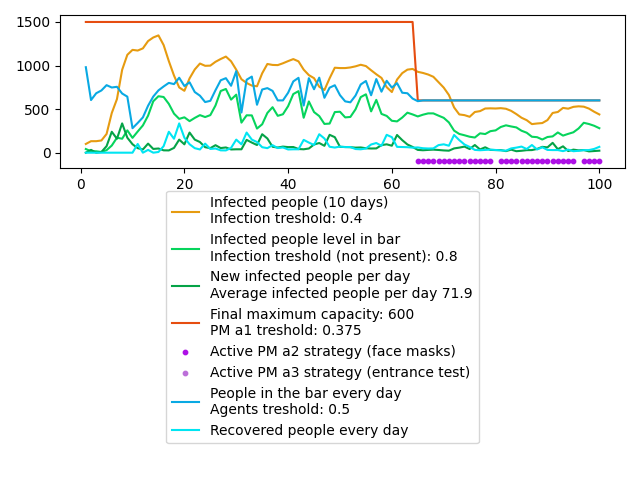 1500
1000
500
0
0
20
40
60
80
100
Infected people (10 days)
Infection treshold: 0.4
Infected people level in bar
Infection treshold (not present): 0.8
New infected people per day
Average infected people per day 71.9
Final maximum capacity: 600
PM a1 treshold: 0.375
Active PM a2 strategy (face masks)
Active PM a3 strategy (entrance test)
People in the bar every day
Agents treshold: 0.5
Recovered people every day